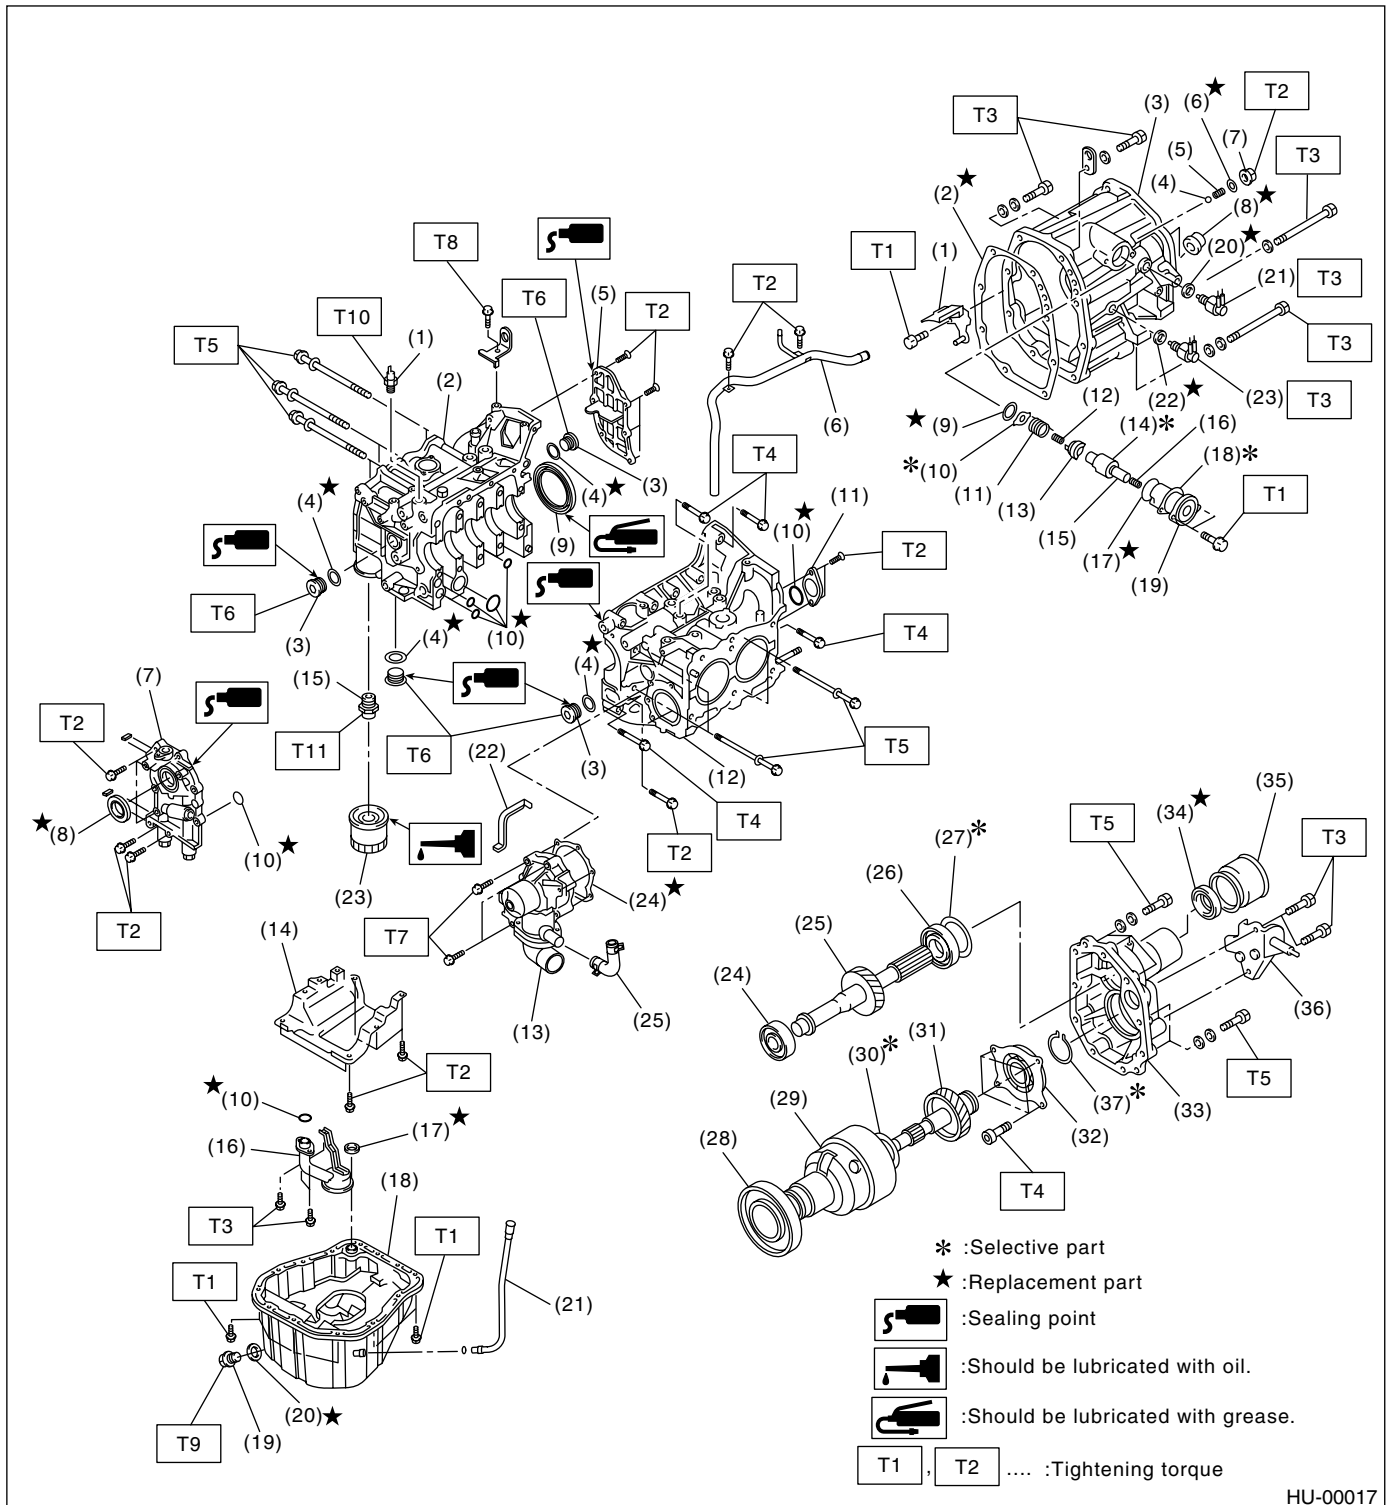 T3
(6)★
T2
(3)
(7)
(5)
T3
(4)
(2)★
(8)★
T8
(20)★
T1
(1)
T6
(5)
T2
T2
(21)
T3
T10
T5
(1)
(2)
T3
(12)
(22)★
(23)
T3
★(9)
(14)*
(16)
(6)
*(10)
(18)*
T4
(3)
(4)★
(11)
(13)
T1
(4)★
(11)
(10)★
(15)
(17)★
(9)
T2
(19)
T6
(3)
(10)★
T4
(4)★
★
(4)
(7)
(15)
T2
T11
T6
(22)
(3)
(12)
T5
(35)
(34)★
T4
T5
★(8)
(10)★
(27)*
T3
T2
(26)
(23)
(24)★
T2
T7
(25)
(14)
(24)
(36)
(13)
(25)
(31)
(30)*
T2
T5
★(10)
(37)*
(33)
(29)
(32)
(17)★
(16)
(28)
(18)
T4
T3
T1
* :Selective part
T1
★ :Replacement part
(21)
:Sealing point
:Should be lubricated with oil.
(20)★
:Should be lubricated with grease.
T9
(19)
T1 , T2 .... :Tightening torque
HU-00017